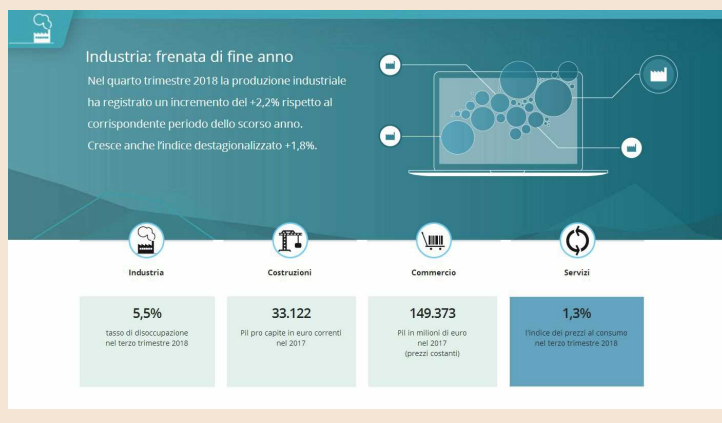 Industria: frenata di fine anno
Nel quarto trimestre 2018 la produzione industriale
ha registrato un incremento del +2,2% rispetto al
corrispondente periodo dello scorso anno.
Cresce anche l'indice destagionalizzato +1,8%.
Industria
Costruzioni
Commercio
Servizi
5,5%
tasso di disoccupazione
nel terzo trimestre 2018
33.122
Pil pro capite in euro correnti
nel 2017
149.373
Pil in milioni di euro
nel 2017
(prezzi costanti)
1,3%
l'indice dei prezzi al consumo
nel terzo trimestre 2018